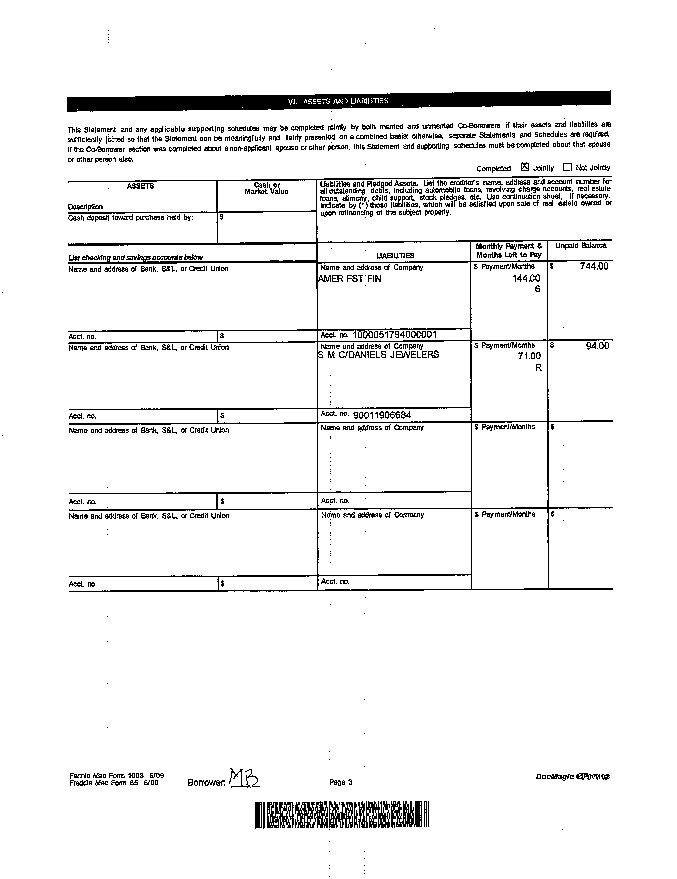 VI. ASSETS AND LIABILITIES
This Statement and any applicable supporting schedules may be completed jointly by both married and unmarried Co-Borrowers if their assets and liabilities are
sufficiently joined so that the Statement can be meaningfully and fairly presented on a combined basis; otherwise, separate Statements and Schedules are required.
If the Co-Borrower section was completed about a non-applicant spouse or other person, this Statement and supporting schedules must be completed about that spouse
or other person also.
Completed X Jointly Not Jointly
ASSETS
Cash or
Market Value
Description
Cash deposit toward purchase held by: $
Liabilities and Pledged Assets. List the creditor's name, address and account number for
all outstanding debts, including automobile loans, revolving charge accounts, real estate
loans, alimony, child support, stock pledges, etc. Use continuation sheet, if necessary.
Indicate by (*) those liabilities, which will be satisfied upon sale of real estate owned or
upon refinancing of the subject property.
List checking and savings accounts below
LIABILITIES
Monthly Payment &
Months Left to Pay
Unpaid Balance
Name and address of Bank, S&L, or Credit Union
Name and address of Company
AMER FST FIN
$ Payment/Months
144.00
6
$ 744.00
Acct. no. $
Acct. no. 1000051794000001
Name and address of Bank, S&L, or Credit Union
Name and address of Company
S M C/DANIELS JEWELERS
$ Payment/Months
71.00
R
$ 94.00
Acct. no. $
Acct. no. 90011906684
Name and address of Bank, S&L, or Credit Union
Name and address of Company
$ Payment/Months
$
Acct. no. $
Acct. no.
Name and address of Bank, S&L, or Credit Union
Name and address of Company
$ Payment/Months
$
Acct. no $
Acct. no.
Fannie Mae Form 1003 6/09
Freddie Mac Form 65 6/09
Borrower: MB
Page 3
DocMagic